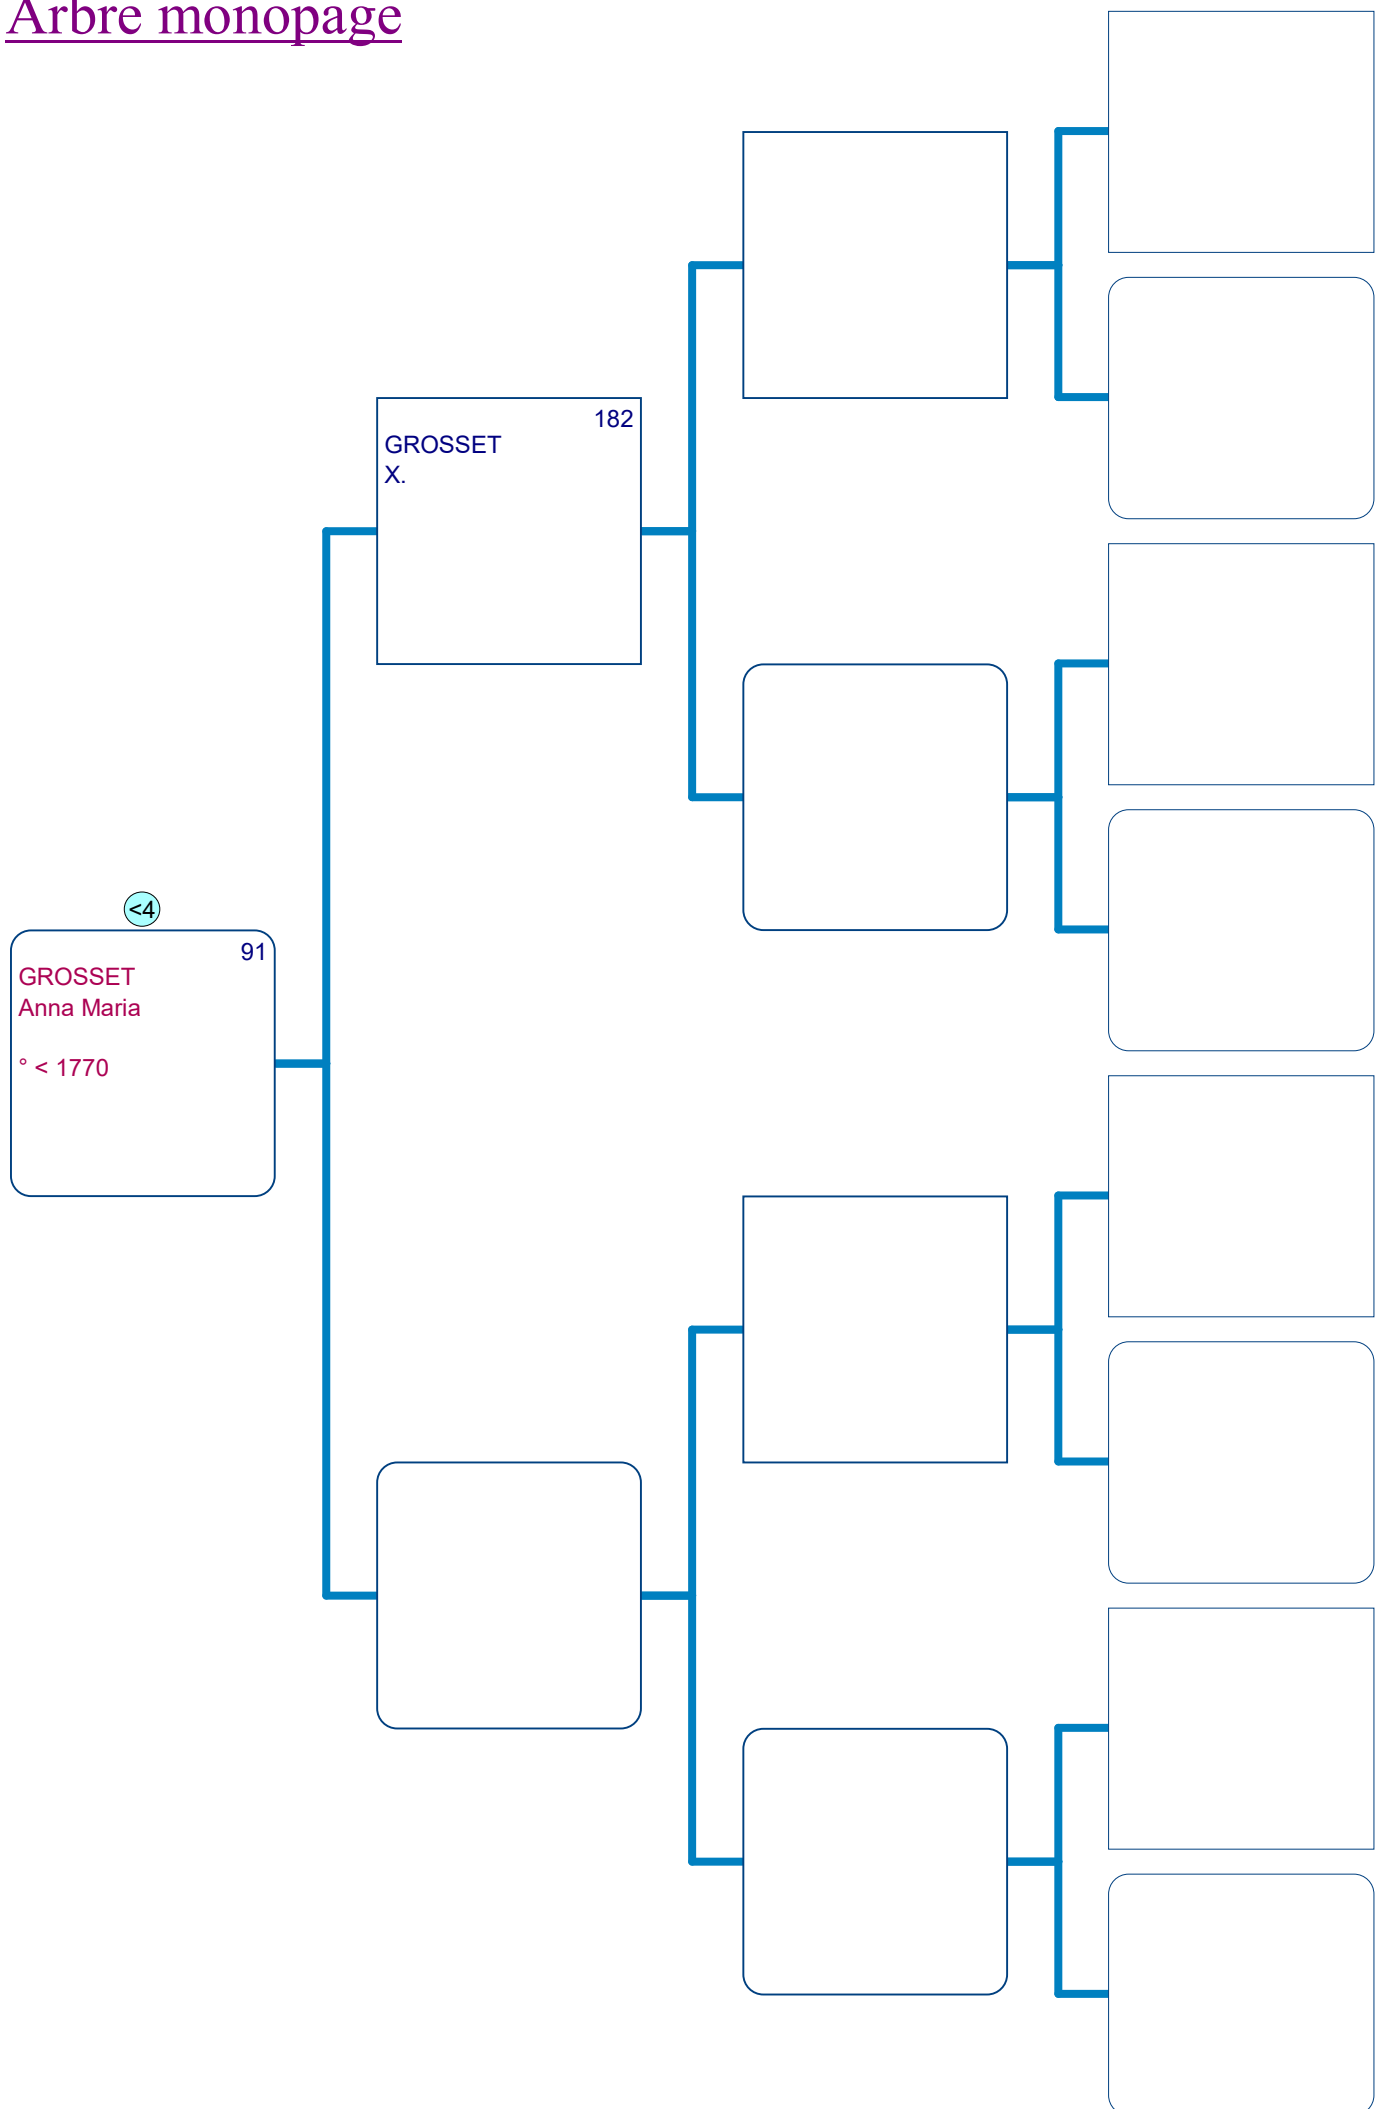 Arbre monopage
182
GROSSET
X.
<4
91
GROSSET
Anna Maria
° < 1770